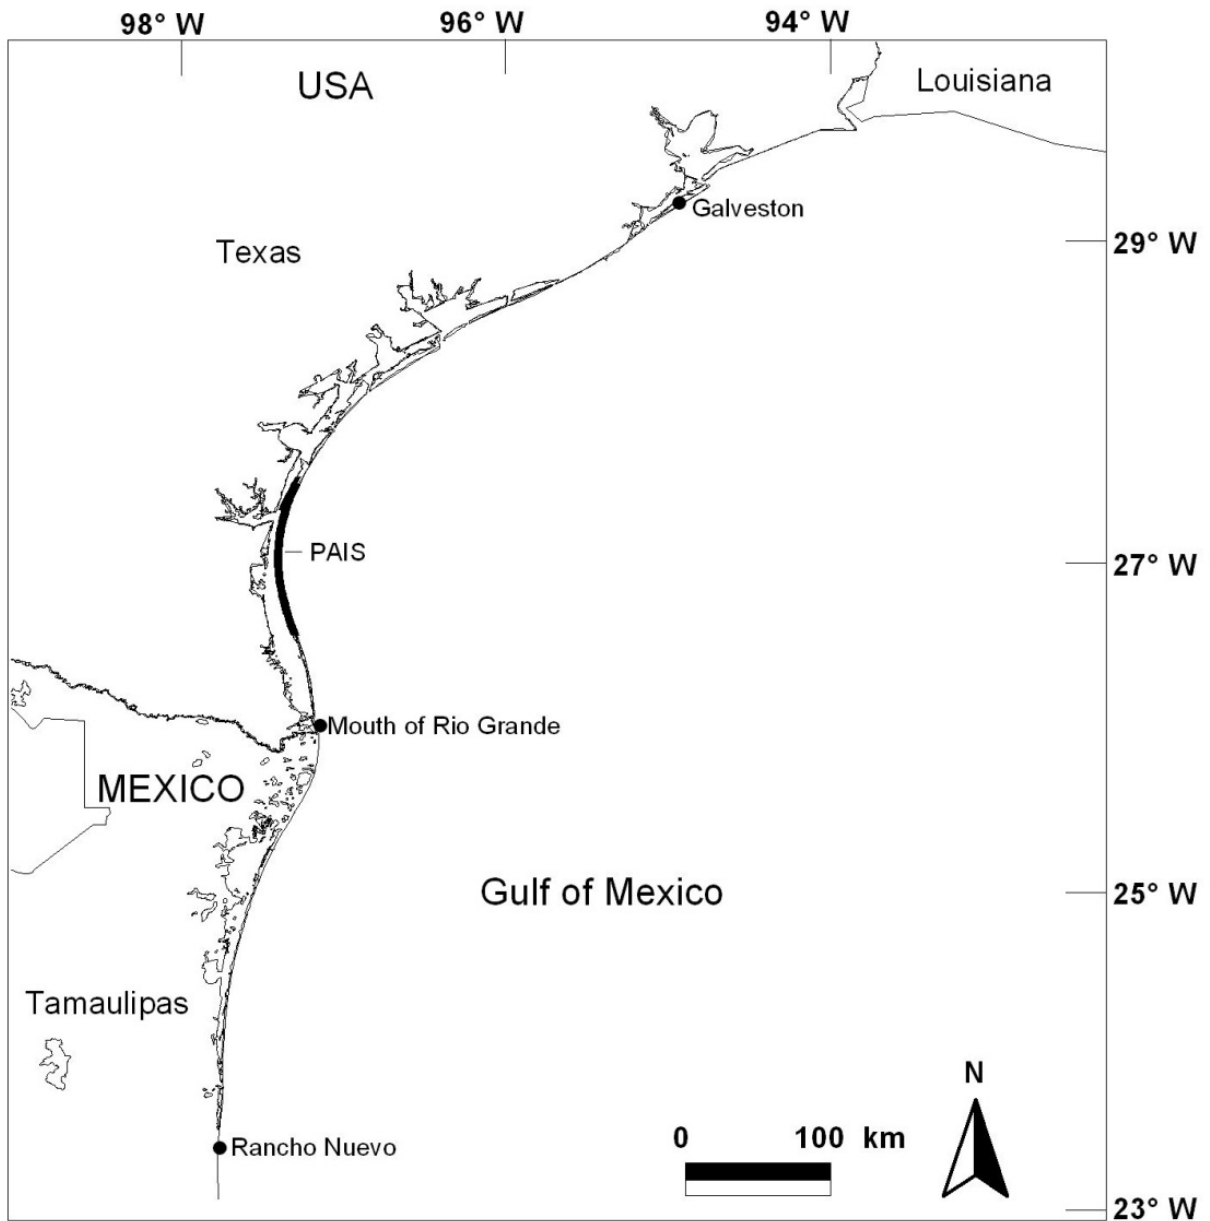 98° W 96° W 94° W
USA
Louisiana
Galveston
29° W
Texas
PAIS
27° W
Mouth of Rio Grande
MEXICO
Gulf of Mexico
25° W
Tamaulipas
N
0 100 km
Rancho Nuevo
23° W